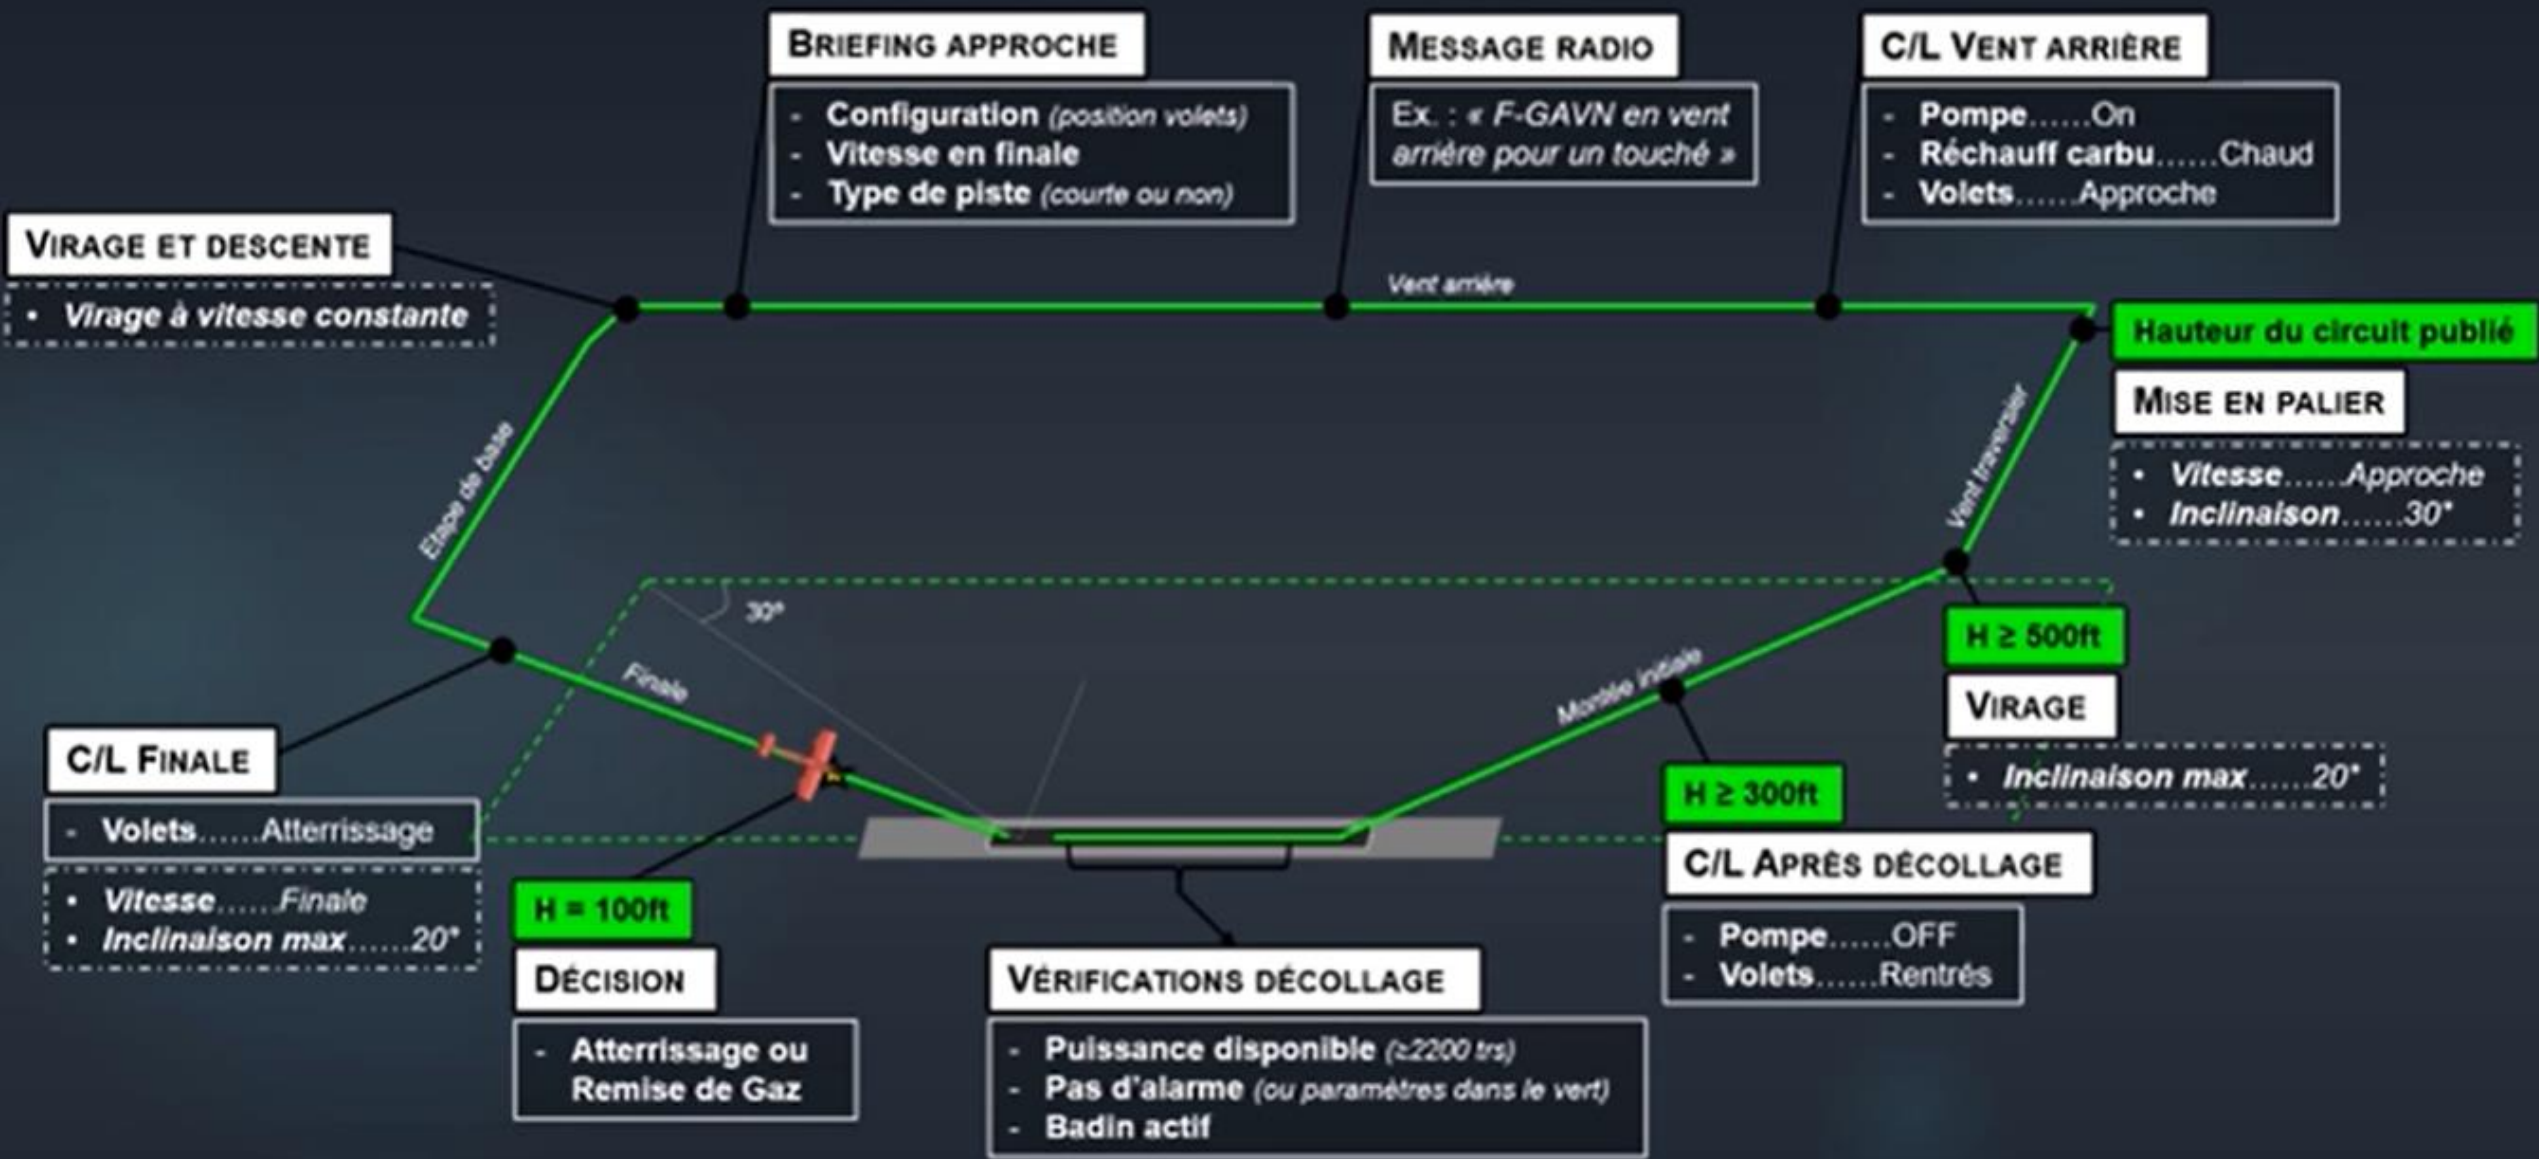 BRIEFING APPROCHE
- Configuration (position volets)
- Vitesse en finale
- Type de piste (courte ou non)
MESSAGE RADIO
Ex. : « F-GAVN en vent
arrière pour un touché »
C/L VENT ARRIÈRE
- Pompe......On
- Réchauff carbu......Chaud
- Volets......Approche
VIRAGE ET DESCENTE
• Virage à vitesse constante
Vent arrière
Hauteur du circuit publié
MISE EN PALIER
• Vitesse......Approche
• Inclinaison......30°
Etape de base
Vent traversier
30°
H ≥ 500ft
VIRAGE
• Inclinaison max......20°
Finale
Montée initiale
C/L FINALE
- Volets......Atterrissage
• Vitesse......Finale
• Inclinaison max......20°
H = 100ft
DÉCISION
- Atterrissage ou
Remise de Gaz
VÉRIFICATIONS DÉCOLLAGE
- Puissance disponible (≥2200 trs)
- Pas d'alarme (ou paramètres dans le vert)
- Badin actif
H ≥ 300ft
C/L APRÈS DÉCOLLAGE
- Pompe......OFF
- Volets......Rentrés